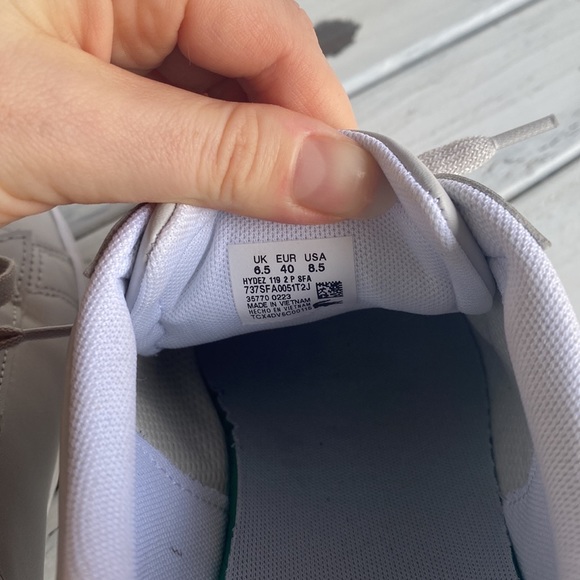 UK EUR USA
6.5 40 8.5
HYDEZ 119 2 P SFA
737SFA0051T2J
35770 0223
MADE IN VIETNAM
HECHO EN VIETNAM